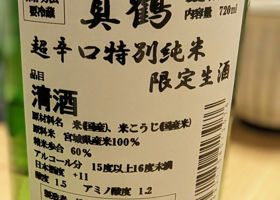 要冷蔵
真鶴
内容量 720ml
超辛口特別純米
限定生酒
品目
清酒
原材料名 米(国産)、米こうじ(国産米)
原料米 宮城県産米100%
精米歩合 60%
アルコール分 15度以上16度未満
日本酒度 +11
酸度 1.5 アミノ酸度 1.2